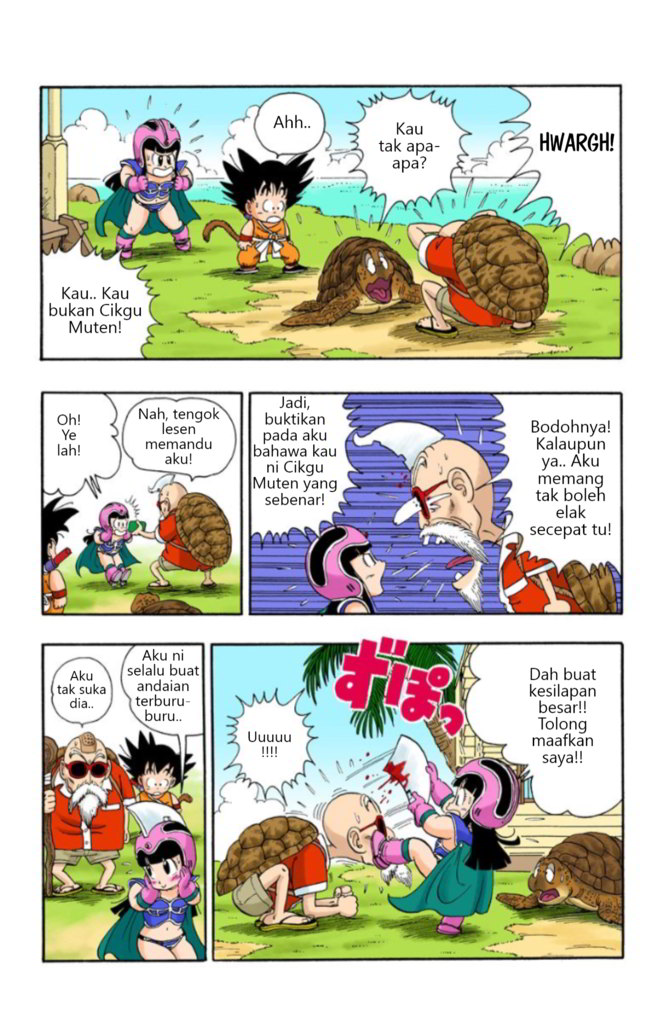 Ahh..
Kau
tak apa-
apa?
HWARGH!
Kau.. Kau
bukan Cikgu
Muten!
Oh!
Ye
lah!
Nah, tengok
lesen
memandu
aku!
Jadi,
buktikan
pada aku
bahawa kau
ni Cikgu
Muten yang
sebenar!
Bodohnya!
Kalaupun
ya.. Aku
memang
tak boleh
elak
secepat tu!
Aku
tak suka
dia..
Aku ni
selalu buat
andaian
terburu-
buru..
Uuuuu
!!!!
ずぽっ
Dah buat
kesilapan
besar!!
Tolong
maafkan
saya!!